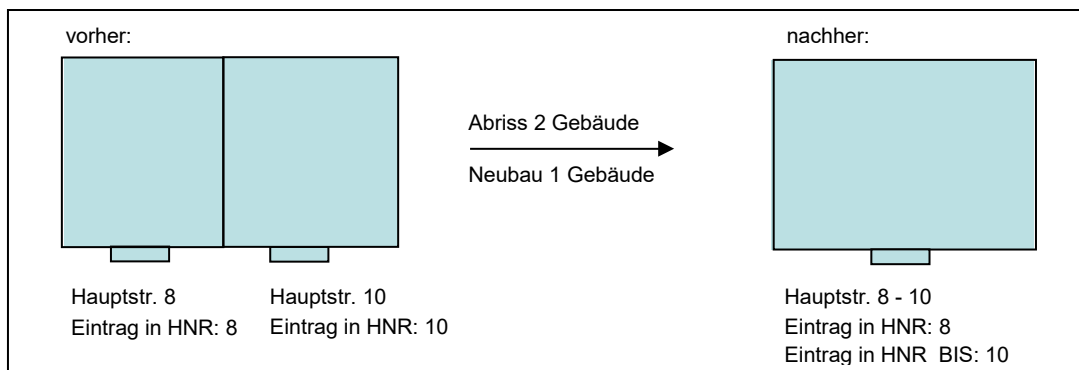 vorher:
nachher:
Abriss 2 Gebäude
Neubau 1 Gebäude
Hauptstr. 8
Eintrag in HNR: 8
Hauptstr. 10
Eintrag in HNR: 10
Hauptstr. 8 - 10
Eintrag in HNR: 8
Eintrag in HNR BIS: 10